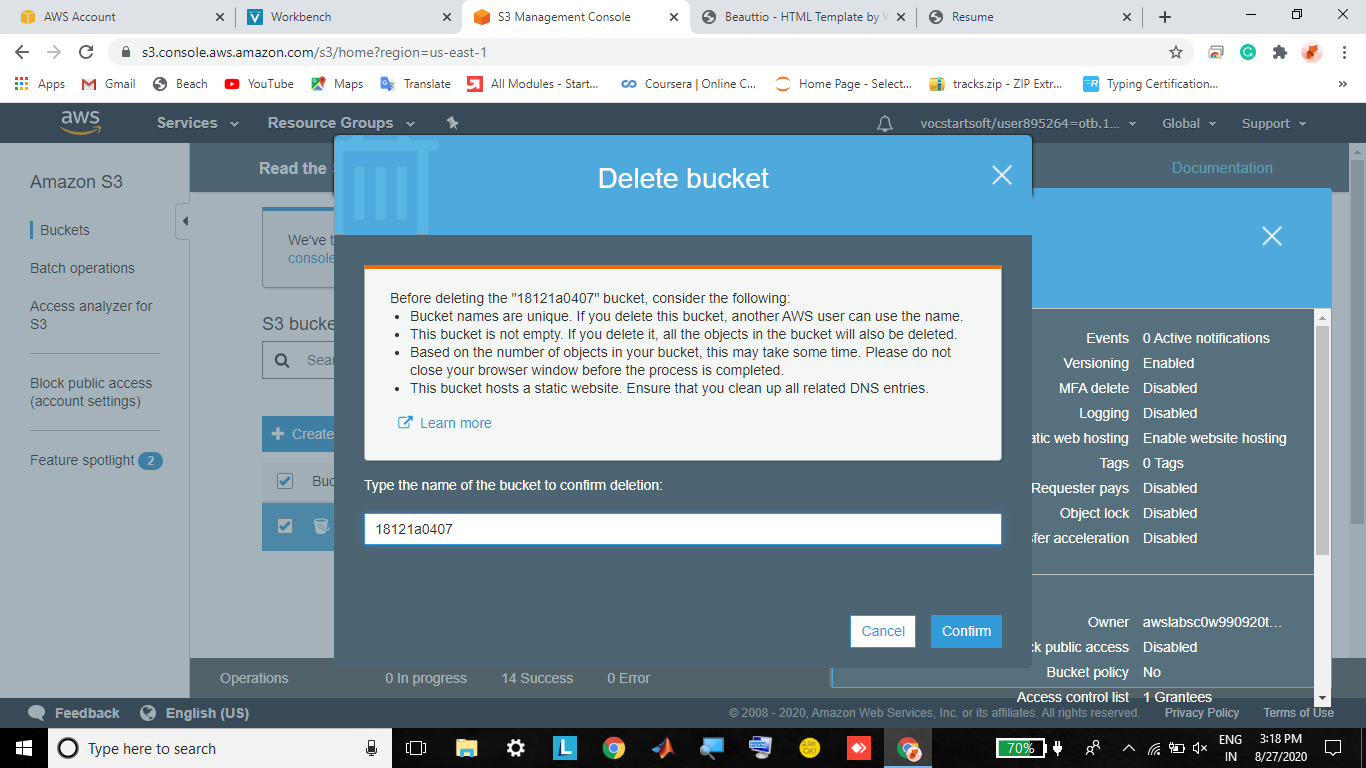 AWS Account
Workbench
S3 Management Console
Beauttio - HTML Template by W
Resume
s3.console.aws.amazon.com/s3/home?region=us-east-1
Apps
Gmail
Beach
YouTube
Maps
Translate
All Modules - Start...
Coursera | Online C...
Home Page - Select...
tracks.zip - ZIP Extr...
Typing Certification...
aws
Services
Resource Groups
vocstartsoft/user895264=otb.1...
Global
Support
Amazon S3
Buckets
Batch operations
Access analyzer for
S3
Block public access
(account settings)
Feature spotlight 2
Read the
Documentation
We've t
console
S3 bucke
Sear
Create
Buc
Delete bucket
Before deleting the "18121a0407" bucket, consider the following:
• Bucket names are unique. If you delete this bucket, another AWS user can use the name.
• This bucket is not empty. If you delete it, all the objects in the bucket will also be deleted.
• Based on the number of objects in your bucket, this may take some time. Please do not
close your browser window before the process is completed.
• This bucket hosts a static website. Ensure that you clean up all related DNS entries.
Learn more
Type the name of the bucket to confirm deletion:
18121a0407
Cancel
Confirm
Events 0 Active notifications
Versioning Enabled
MFA delete Disabled
Logging Disabled
atic web hosting Enable website hosting
Tags 0 Tags
Requester pays Disabled
Object lock Disabled
sfer acceleration Disabled
Owner awslabsc0w990920t...
ck public access Disabled
Bucket policy No
Access control list 1 Grantees
Operations
0 In progress
14 Success
0 Error
Feedback
English (US)
© 2008 - 2020, Amazon Web Services, Inc. or its affiliates. All rights reserved.
Privacy Policy
Terms of Use
Type here to search
70%
ENG
IN
3:18 PM
8/27/2020